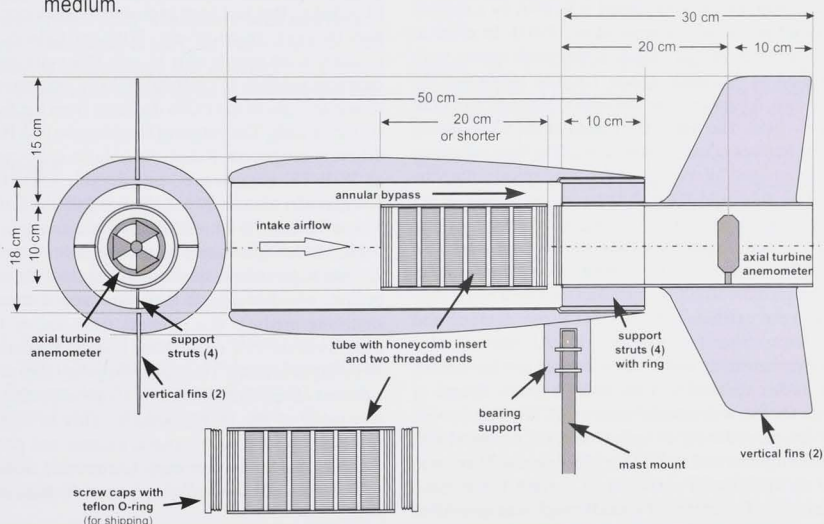 medium.
30 cm
20 cm
10 cm
50 cm
20 cm
or shorter
10 cm
15 cm
18 cm
10 cm
annular bypass
intake airflow
axial turbine
anemometer
axial turbine
anemometer
support
struts (4)
vertical fins (2)
tube with honeycomb insert
and two threaded ends
support
struts (4)
with ring
bearing
support
mast mount
vertical fins (2)
screw caps with
teflon O-ring
(for shipping)